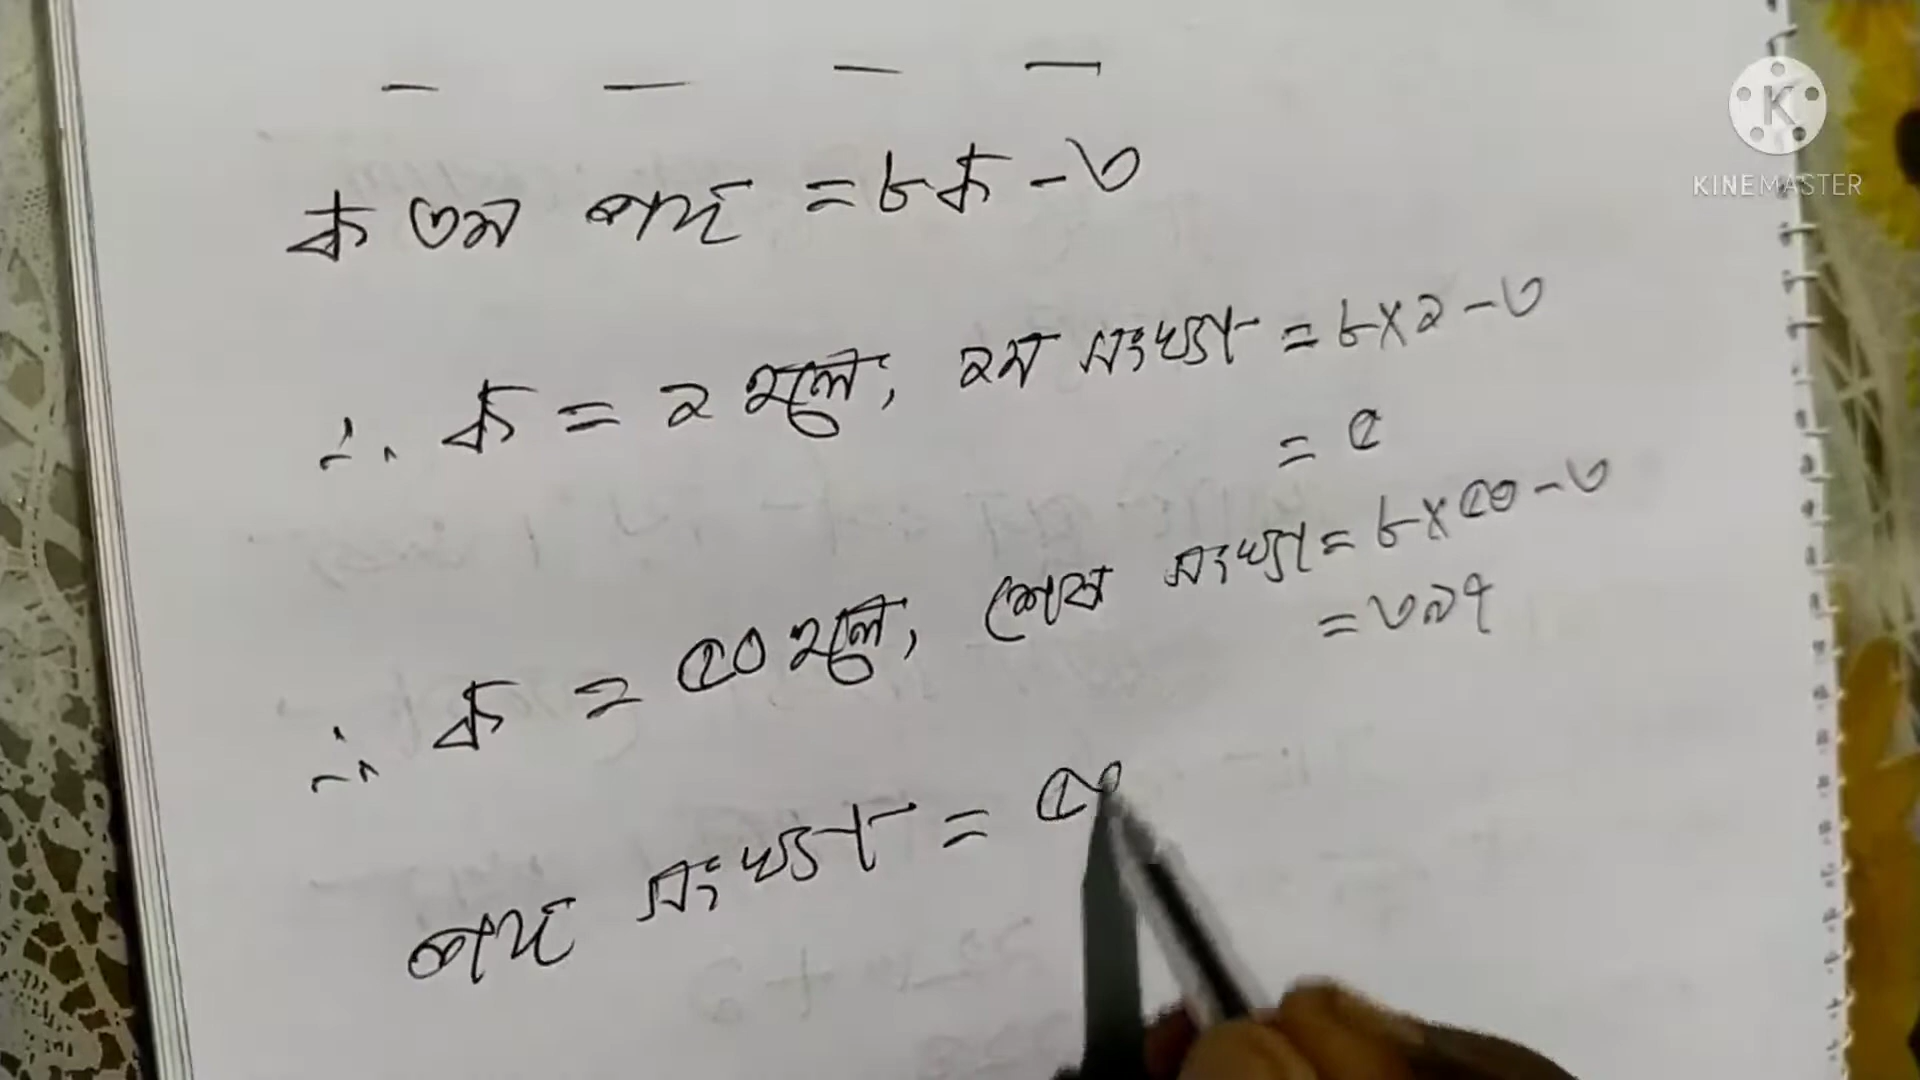 ক তম পদ = ৮ক - ৩
∴ ক = ১ হলে, ১ম সংখ্যা = ৮×১ - ৩
= ৫
∴ ক = ৫০ হলে, শেষ সংখ্যা = ৮×৫০ - ৩
= ৩৯৭
পদ সংখ্যা = ৫০
KINEMASTER